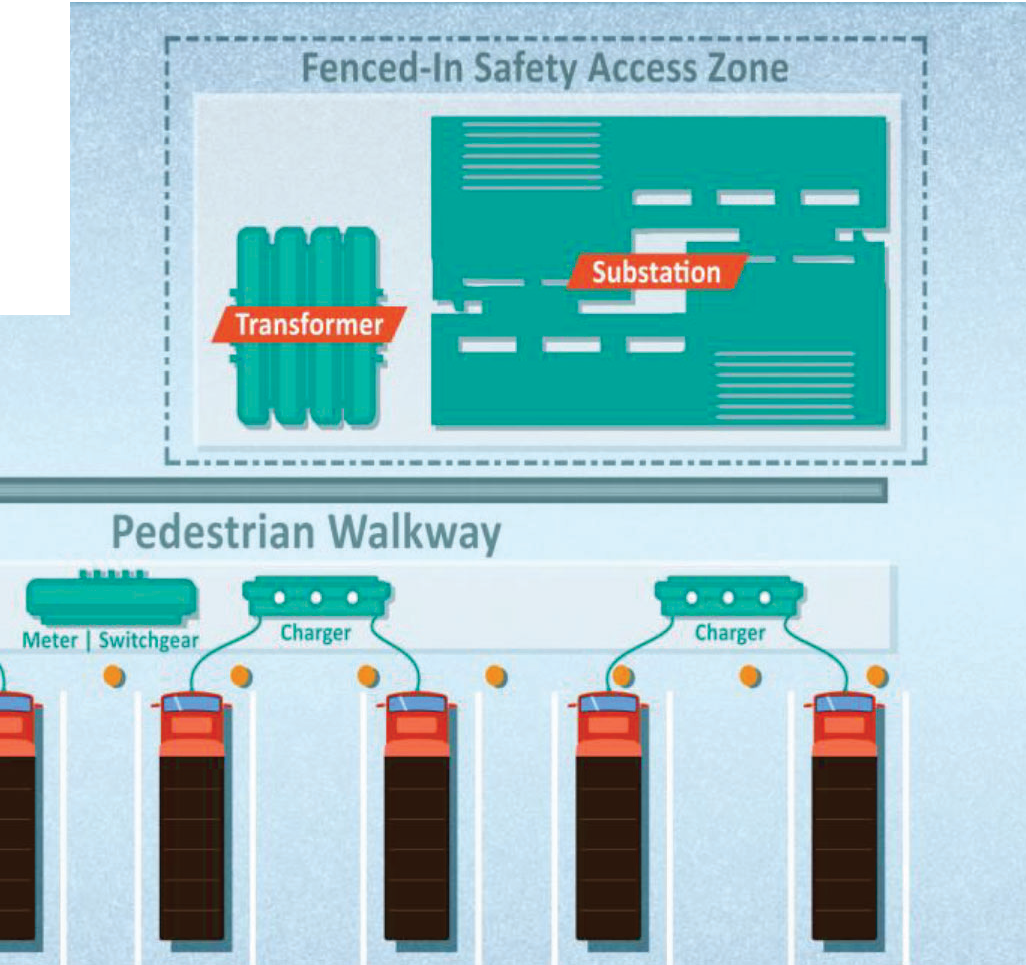 Fenced-In Safety Access Zone
Substation
Transformer
Pedestrian Walkway
Meter | Switchgear
Charger
Charger